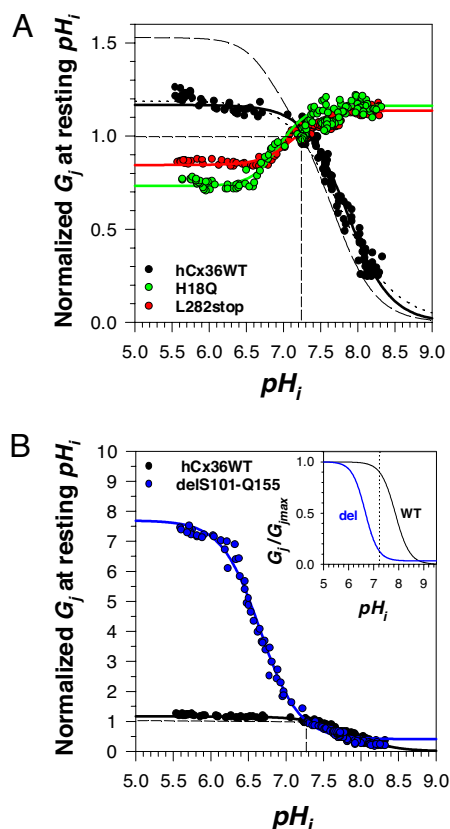 A
Normalized Gj at resting pHi
1.5
1.0
0.5
0.0
hCx36WT
H18Q
L282stop
5.0 5.5 6.0 6.5 7.0 7.5 8.0 8.5 9.0
pHi
B
Normalized Gj at resting pHi
10
9
8
7
6
5
4
3
2
1
0
hCx36WT
delS101-Q155
Gj/Gjmax
1.0
0.5
0.0
del
WT
5 6 7 8 9
pHi
5.0 5.5 6.0 6.5 7.0 7.5 8.0 8.5 9.0
pHi